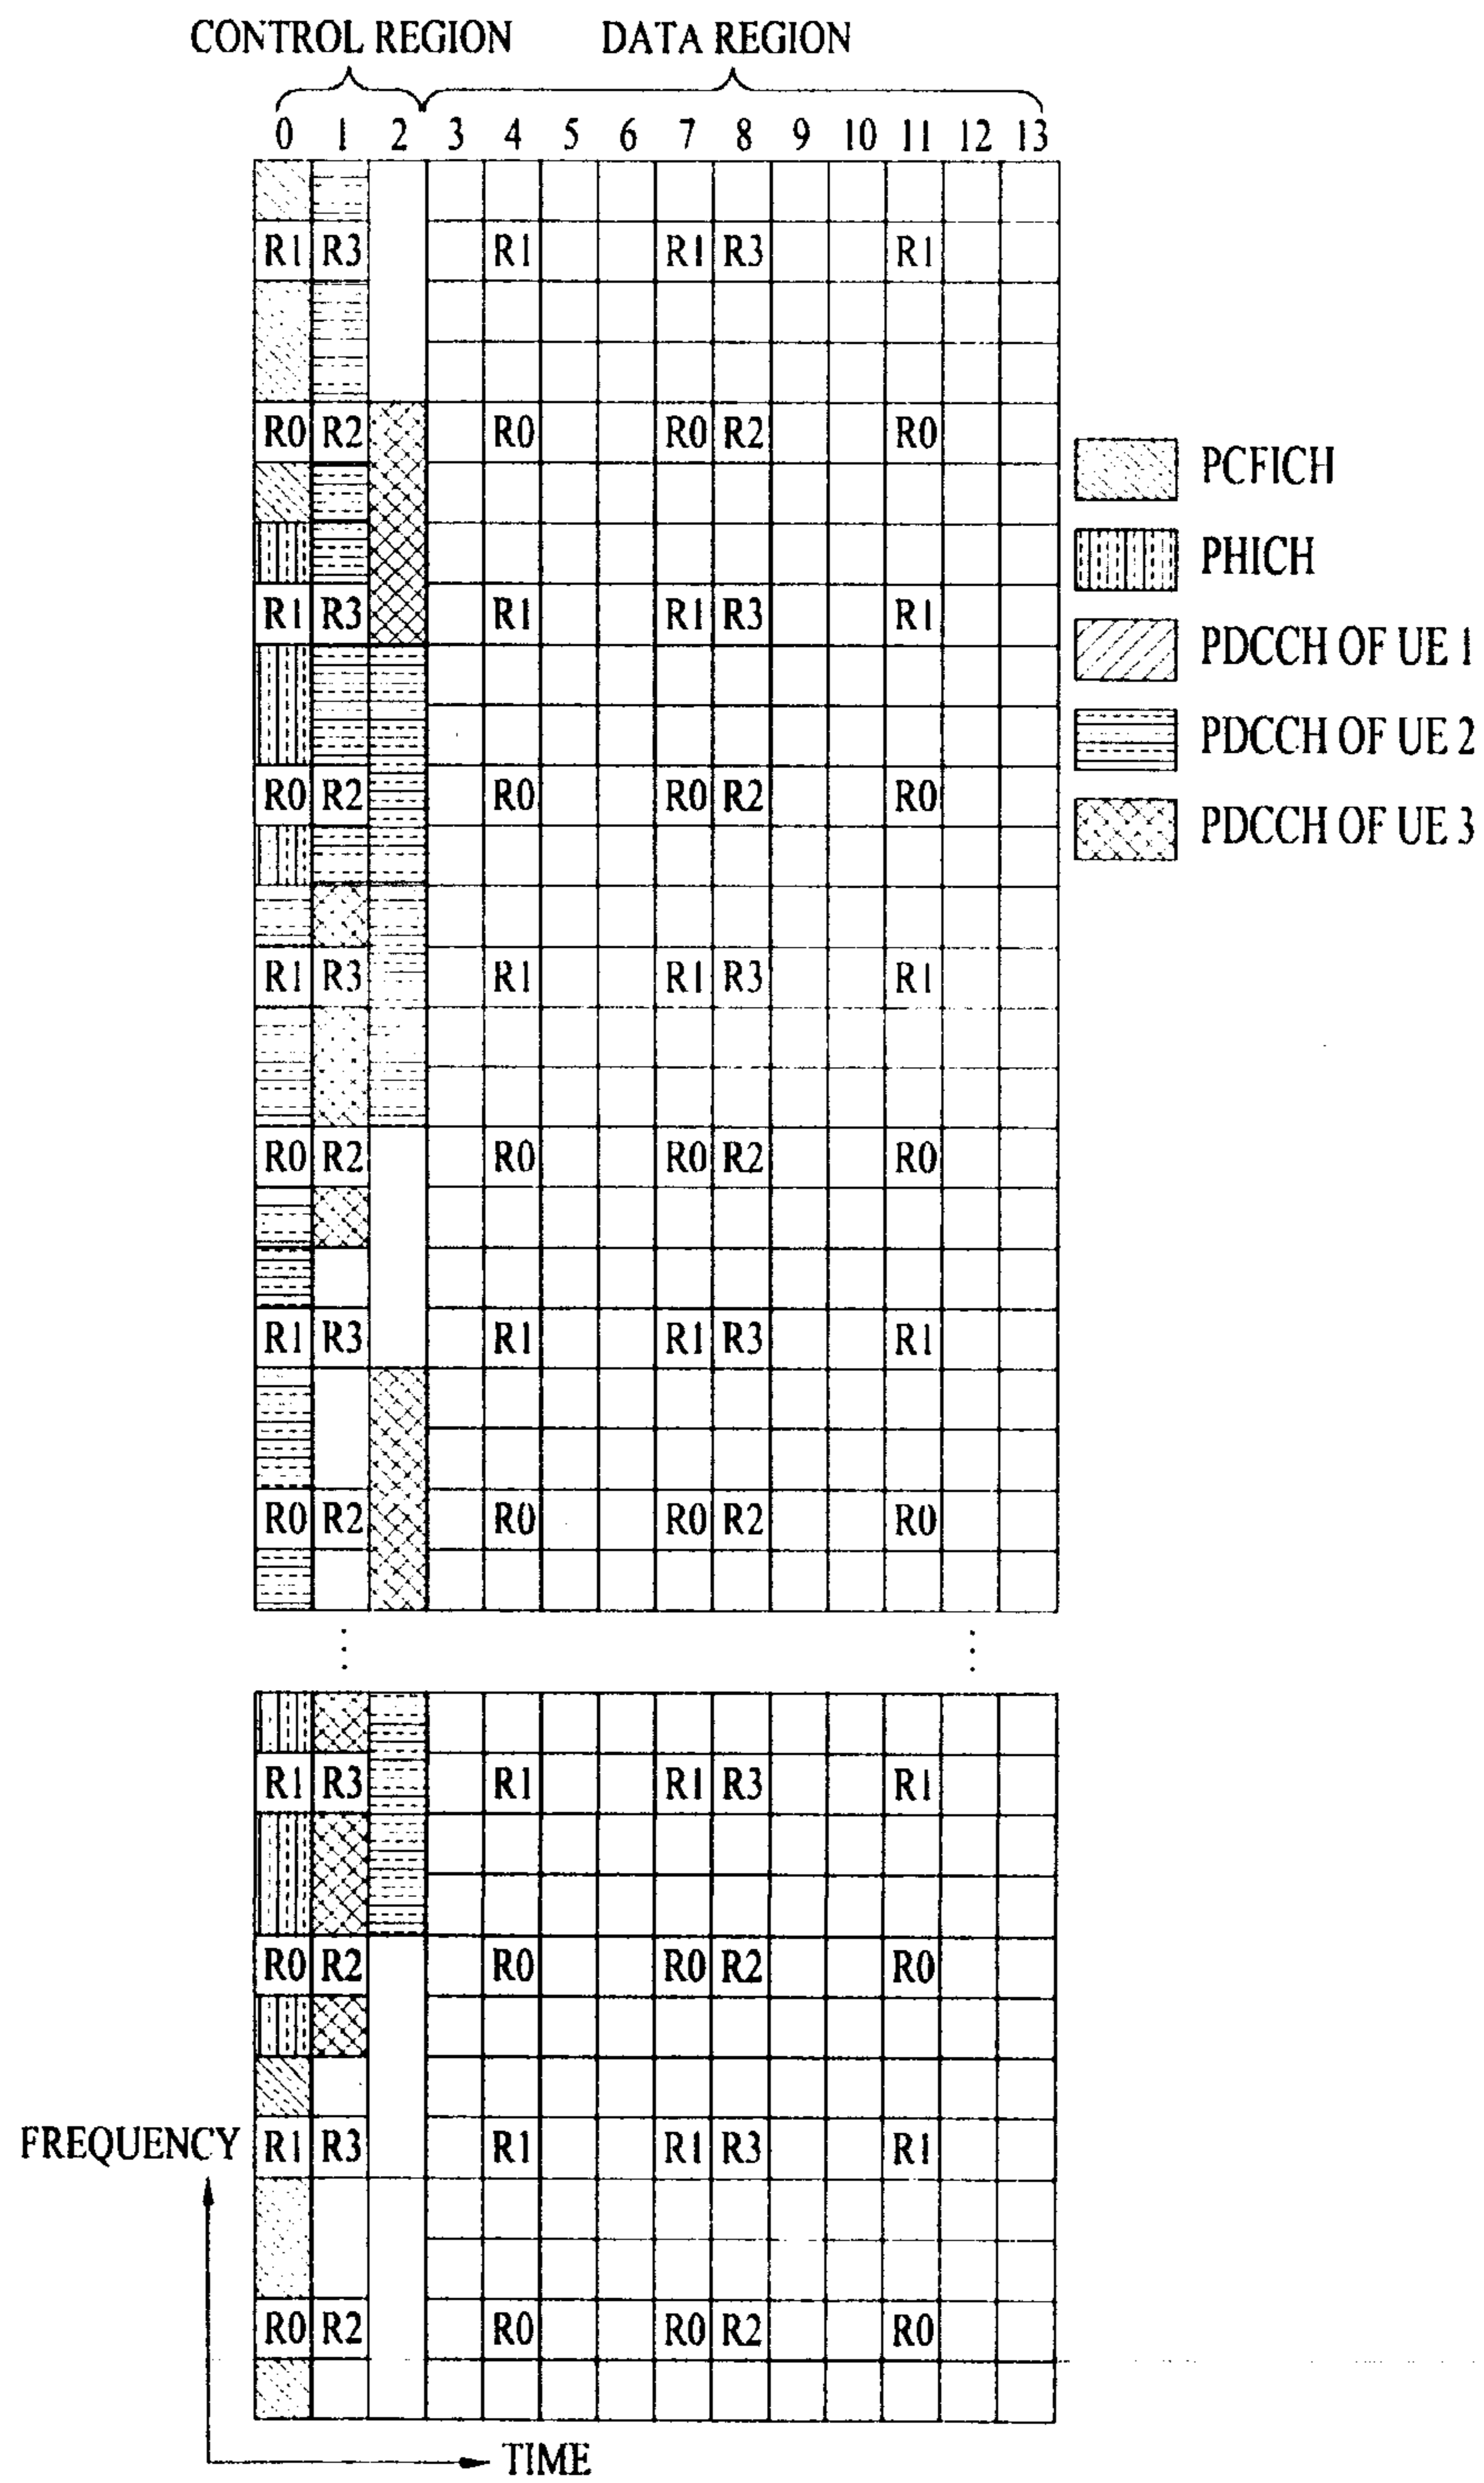 CONTROL REGION DATA REGION
0 1 2 3 4 5 6 7 8 9 10 11 12 13
R1 R3 R1 R1 R3 R1
R0 R2 R0 R0 R2 R0
PCFICH
PHICH
R1 R3 R1 R1 R3 R1
PDCCH OF UE 1
PDCCH OF UE 2
R0 R2 R0 R0 R2 R0
PDCCH OF UE 3
R1 R3 R1 R1 R3 R1
R0 R2 R0 R0 R2 R0
R1 R3 R1 R1 R3 R1
R0 R2 R0 R0 R2 R0
R1 R3 R1 R1 R3 R1
R0 R2 R0 R0 R2 R0
FREQUENCY R1 R3 R1 R1 R3 R1
R0 R2 R0 R0 R2 R0
TIME